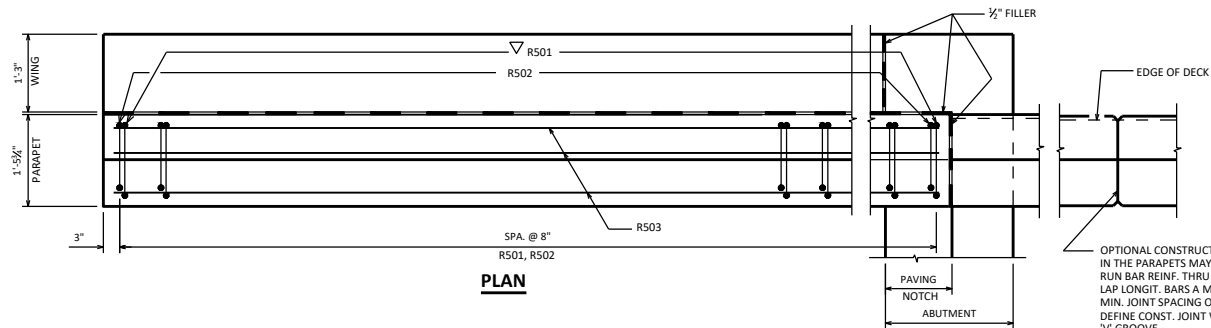 ½" FILLER
R501
R502
EDGE OF DECK
1'-3"
WING
1'-5¾"
PARAPET
R503
3"
SPA. @ 8"
R501, R502
PLAN
PAVING
NOTCH
ABUTMENT
OPTIONAL CONSTRUCT
IN THE PARAPETS MAY
RUN BAR REINF. THRU
LAP LONGIT. BARS A M
MIN. JOINT SPACING O
DEFINE CONST. JOINT W
'V' GROOVE